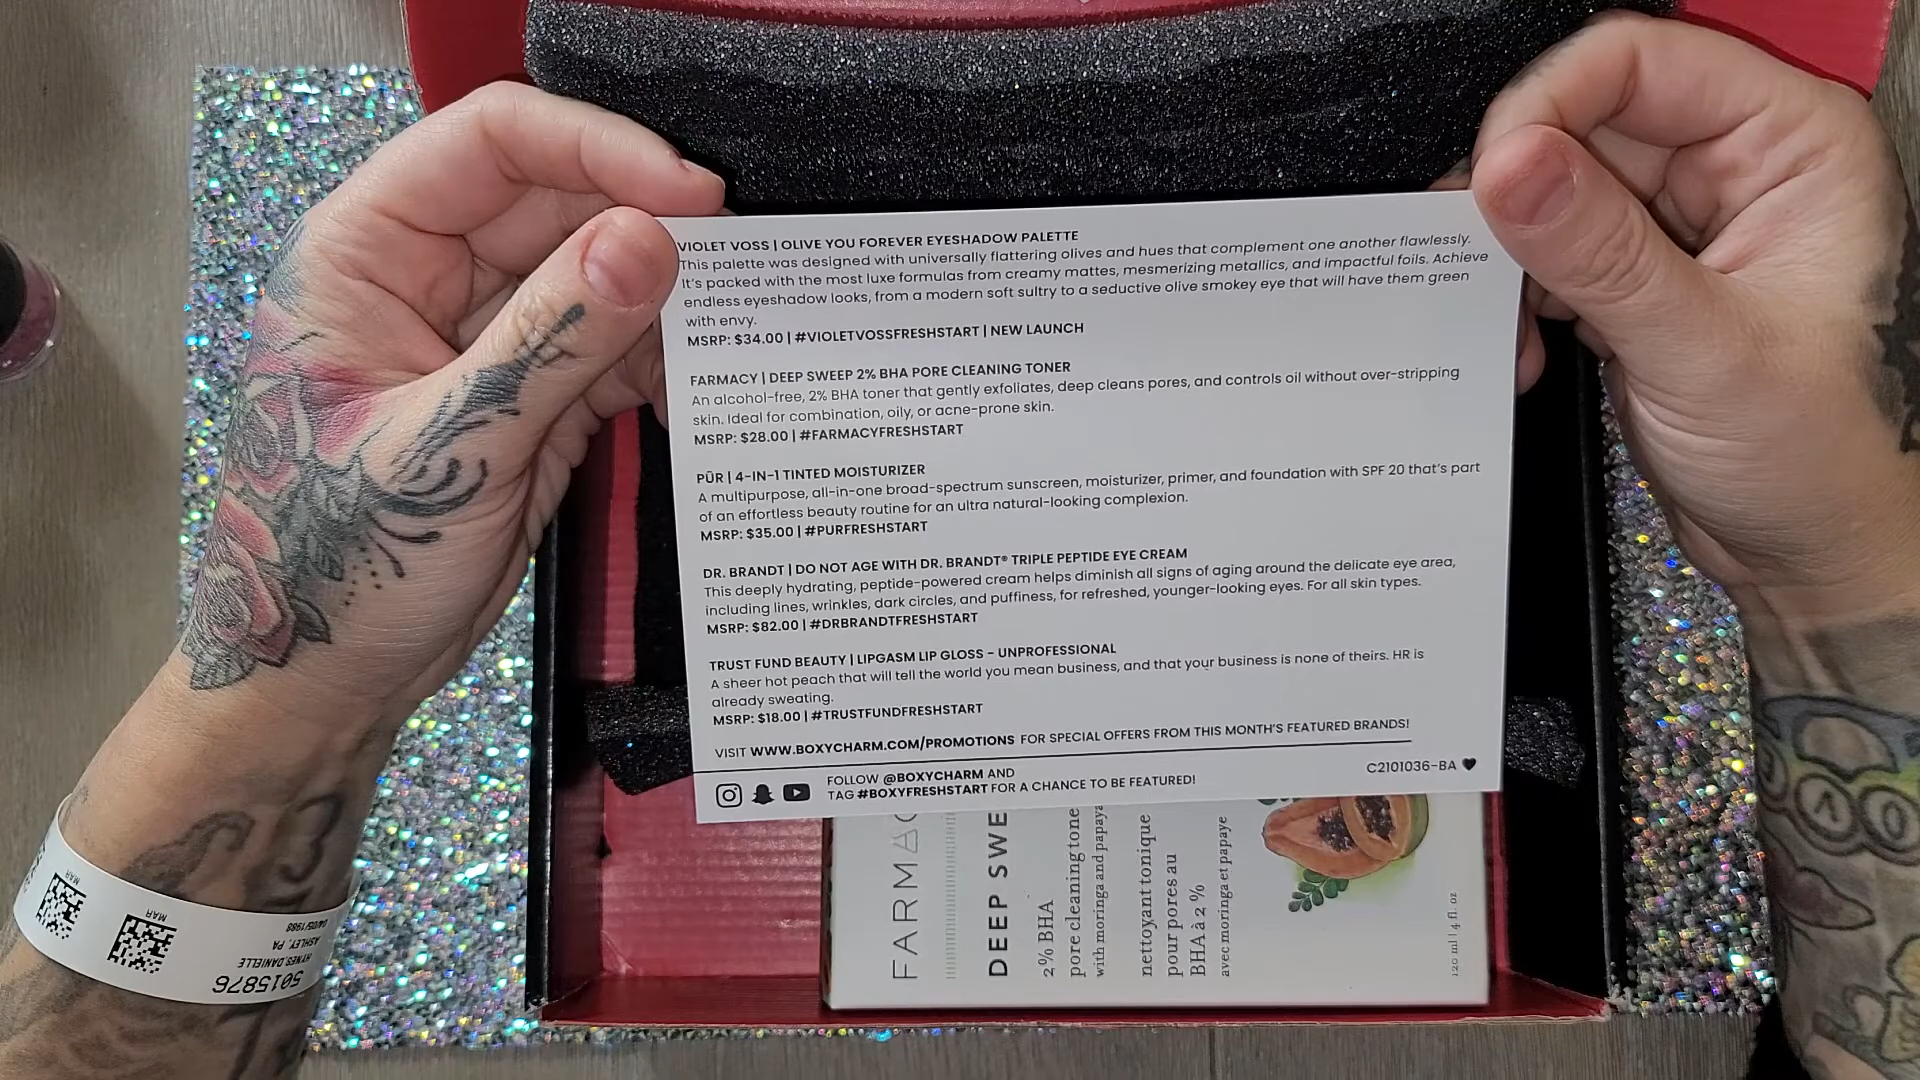 VIOLET VOSS | OLIVE YOU FOREVER EYESHADOW PALETTE
This palette was designed with universally flattering olives and hues that complement one another flawlessly.
It's packed with the most luxe formulas from creamy mattes, mesmerizing metallics, and impactful foils. Achieve
endless eyeshadow looks, from a modern soft sultry to a seductive olive smokey eye that will have them green
with envy.
MSRP: $34.00 | #VIOLETVOSSFRESHSTART | NEW LAUNCH
FARMACY | DEEP SWEEP 2% BHA PORE CLEANING TONER
An alcohol-free, 2% BHA toner that gently exfoliates, deep cleans pores, and controls oil without over-stripping
skin. Ideal for combination, oily, or acne-prone skin.
MSRP: $28.00 | #FARMACYFRESHSTART
PÜR | 4-IN-1 TINTED MOISTURIZER
A multipurpose, all-in-one broad-spectrum sunscreen, moisturizer, primer, and foundation with SPF 20 that's part
of an effortless beauty routine for an ultra natural-looking complexion.
MSRP: $35.00 | #PURFRESHSTART
DR. BRANDT | DO NOT AGE WITH DR. BRANDT® TRIPLE PEPTIDE EYE CREAM
This deeply hydrating, peptide-powered cream helps diminish all signs of aging around the delicate eye area,
including lines, wrinkles, dark circles, and puffiness, for refreshed, younger-looking eyes. For all skin types.
MSRP: $82.00 | #DRBRANDTFRESHSTART
TRUST FUND BEAUTY | LIPGASM LIP GLOSS - UNPROFESSIONAL
A sheer hot peach that will tell the world you mean business, and that your business is none of theirs. HR is
already sweating.
MSRP: $18.00 | #TRUSTFUNDFRESHSTART
VISIT WWW.BOXYCHARM.COM/PROMOTIONS FOR SPECIAL OFFERS FROM THIS MONTH'S FEATURED BRANDS!
FOLLOW @BOXYCHARM AND
TAG #BOXYFRESHSTART FOR A CHANCE TO BE FEATURED!
C2101036-BA
FARMAC
DEEP SWE
2% BHA
pore cleaning tone
with moringa and papaya
nettoyant tonique
pour pores au
BHA à 2 %
avec moringa et papaye
120 ml | 4 fl. oz
5015876
HYNES, DANIELLE
ASHLEY, PA
MAR
MAR